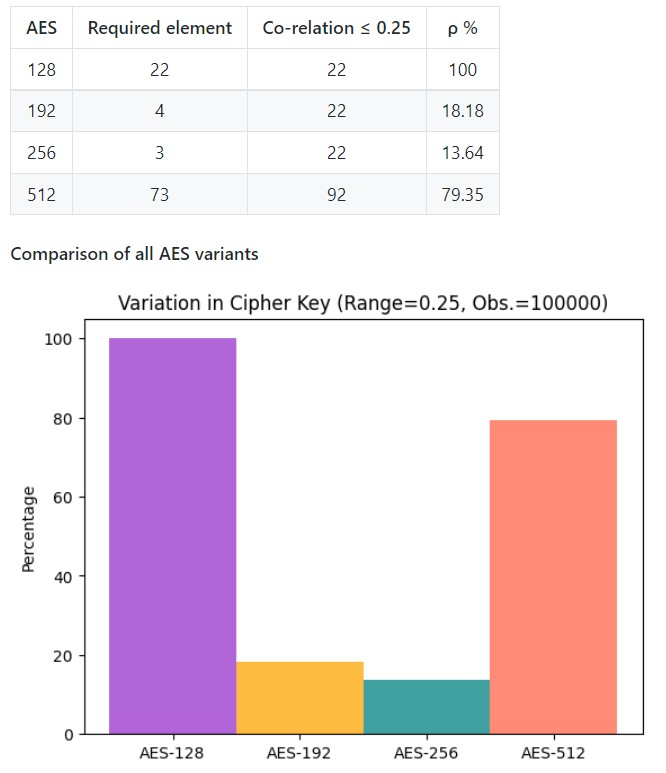 AES Required element Co-relation ≤ 0.25 ρ %
128 22 22 100
192 4 22 18.18
256 3 22 13.64
512 73 92 79.35
Comparison of all AES variants
Variation in Cipher Key (Range=0.25, Obs.=100000)
100
80
60
40
20
0
Percentage
AES-128 AES-192 AES-256 AES-512